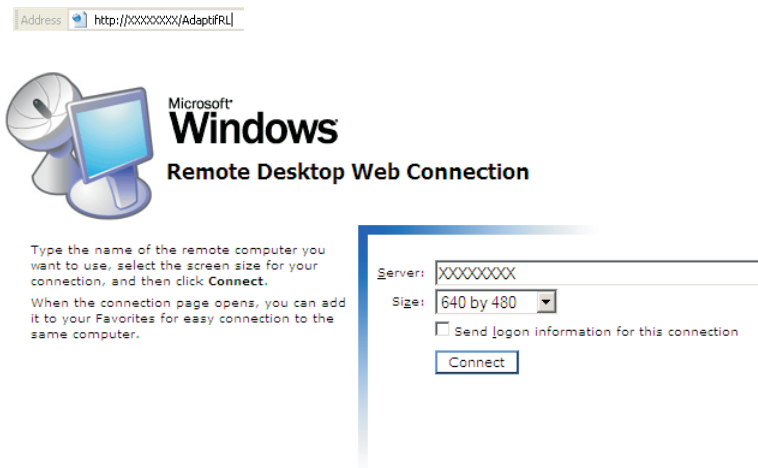 Address http://XXXXXXXX/AdaptifRL
Microsoft
Windows
Remote Desktop Web Connection
Type the name of the remote computer you
want to use, select the screen size for your
connection, and then click Connect.
When the connection page opens, you can add
it to your Favorites for easy connection to the
same computer.
Server: XXXXXXXX
Size: 640 by 480
Send logon information for this connection
Connect